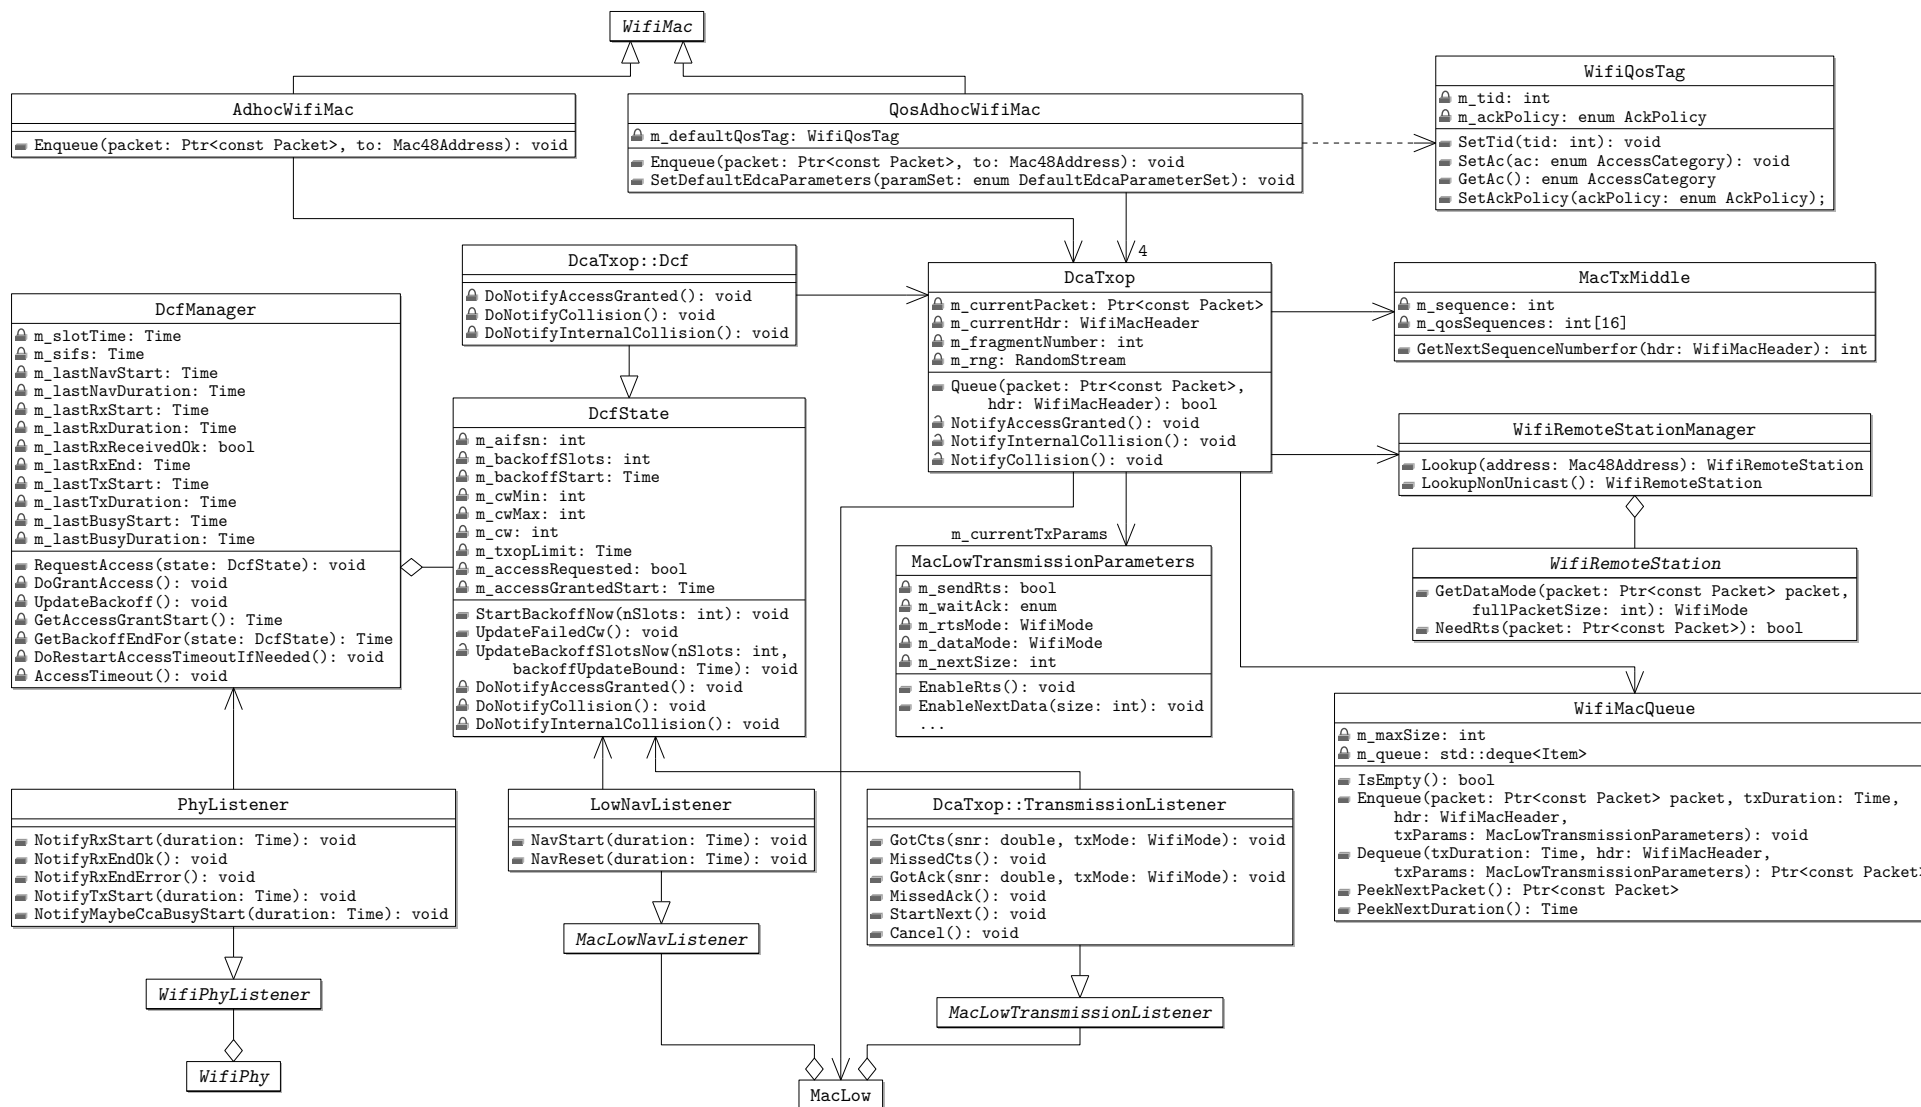 WifiMac
AdhocWifiMac
Enqueue(packet: Ptr<const Packet>, to: Mac48Address): void
QosAdhocWifiMac
m_defaultQosTag: WifiQosTag
Enqueue(packet: Ptr<const Packet>, to: Mac48Address): void
SetDefaultEdcaParameters(paramSet: enum DefaultEdcaParameterSet): void
WifiQosTag
m_tid: int
m_ackPolicy: enum AckPolicy
SetTid(tid: int): void
SetAc(ac: enum AccessCategory): void
GetAc(): enum AccessCategory
SetAckPolicy(ackPolicy: enum AckPolicy);
4
DcaTxop::Dcf
DoNotifyAccessGranted(): void
DoNotifyCollision(): void
DoNotifyInternalCollision(): void
DcaTxop
m_currentPacket: Ptr<const Packet>
m_currentHdr: WifiMacHeader
m_fragmentNumber: int
m_rng: RandomStream
Queue(packet: Ptr<const Packet>,
hdr: WifiMacHeader): bool
NotifyAccessGranted(): void
NotifyInternalCollision(): void
NotifyCollision(): void
MacTxMiddle
m_sequence: int
m_qosSequences: int[16]
GetNextSequenceNumberfor(hdr: WifiMacHeader): int
DcfManager
m_slotTime: Time
m_sifs: Time
m_lastNavStart: Time
m_lastNavDuration: Time
m_lastRxStart: Time
m_lastRxDuration: Time
m_lastRxReceivedOk: bool
m_lastRxEnd: Time
m_lastTxStart: Time
m_lastTxDuration: Time
m_lastBusyStart: Time
m_lastBusyDuration: Time
RequestAccess(state: DcfState): void
DoGrantAccess(): void
UpdateBackoff(): void
GetAccessGrantStart(): Time
GetBackoffEndFor(state: DcfState): Time
DoRestartAccessTimeoutIfNeeded(): void
AccessTimeout(): void
DcfState
m_aifsn: int
m_backoffSlots: int
m_backoffStart: Time
m_cwMin: int
m_cwMax: int
m_cw: int
m_txopLimit: Time
m_accessRequested: bool
m_accessGrantedStart: Time
StartBackoffNow(nSlots: int): void
UpdateFailedCw(): void
UpdateBackoffSlotsNow(nSlots: int,
backoffUpdateBound: Time): void
DoNotifyAccessGranted(): void
DoNotifyCollision(): void
DoNotifyInternalCollision(): void
WifiRemoteStationManager
Lookup(address: Mac48Address): WifiRemoteStation
LookupNonUnicast(): WifiRemoteStation
m_currentTxParams
MacLowTransmissionParameters
m_sendRts: bool
m_waitAck: enum
m_rtsMode: WifiMode
m_dataMode: WifiMode
m_nextSize: int
EnableRts(): void
EnableNextData(size: int): void
...
WifiRemoteStation
GetDataMode(packet: Ptr<const Packet> packet,
fullPacketSize: int): WifiMode
NeedRts(packet: Ptr<const Packet>): bool
WifiMacQueue
m_maxSize: int
m_queue: std::deque<Item>
IsEmpty(): bool
Enqueue(packet: Ptr<const Packet> packet, txDuration: Time,
hdr: WifiMacHeader,
txParams: MacLowTransmissionParameters): void
Dequeue(txDuration: Time, hdr: WifiMacHeader,
txParams: MacLowTransmissionParameters): Ptr<const Packet>
PeekNextPacket(): Ptr<const Packet>
PeekNextDuration(): Time
PhyListener
NotifyRxStart(duration: Time): void
NotifyRxEndOk(): void
NotifyRxEndError(): void
NotifyTxStart(duration: Time): void
NotifyMaybeCcaBusyStart(duration: Time): void
LowNavListener
NavStart(duration: Time): void
NavReset(duration: Time): void
DcaTxop::TransmissionListener
GotCts(snr: double, txMode: WifiMode): void
MissedCts(): void
GotAck(snr: double, txMode: WifiMode): void
MissedAck(): void
StartNext(): void
Cancel(): void
MacLowNavListener
WifiPhyListener
MacLowTransmissionListener
WifiPhy
MacLow